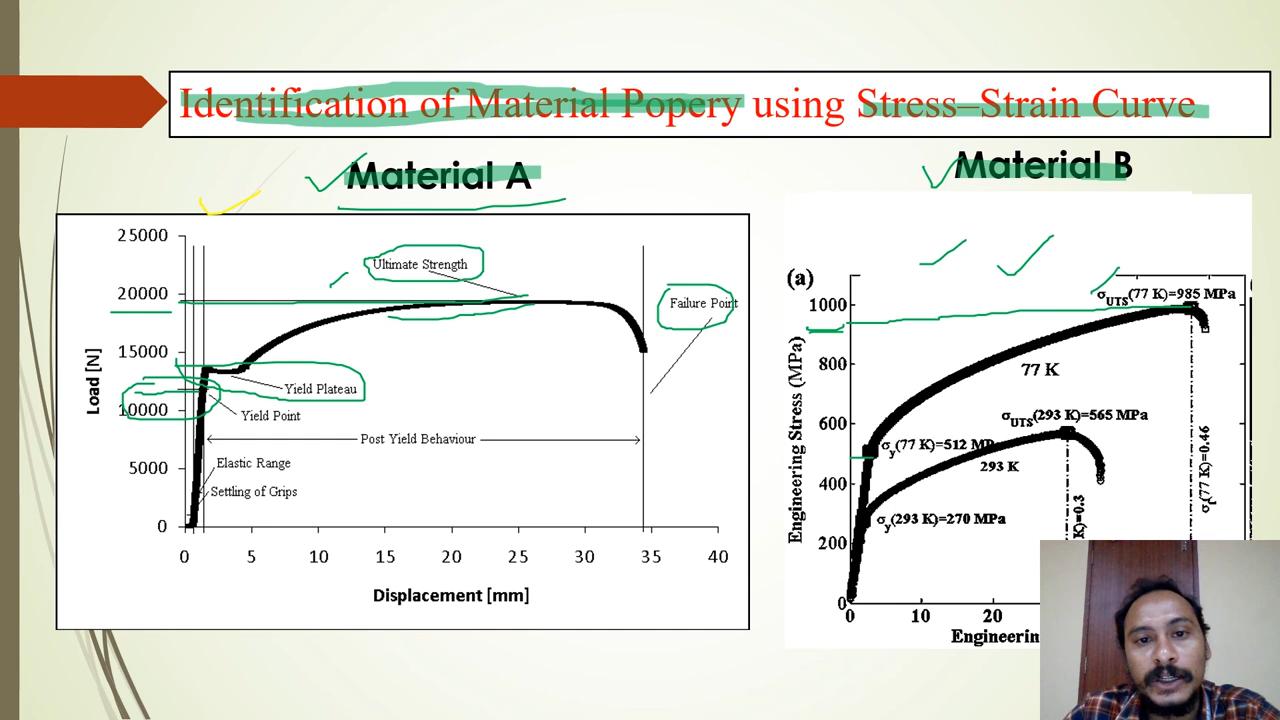 Identification of Material Popery using Stress–Strain Curve
Material A
Material B
25000
20000
15000
10000
5000
0
Load [N]
Ultimate Strength
Failure Point
Yield Plateau
Yield Point
Post Yield Behaviour
Elastic Range
Settling of Grips
0 5 10 15 20 25 30 35 40
Displacement [mm]
(a)
1000
800
600
400
200
0
Engineering Stress (MPa)
σUTS(77 K)=985 MPa
77 K
σUTS(293 K)=565 MPa
σy(77 K)=512 MP
293 K
σy(293 K)=270 MPa
K)=0.3
σf(77 K)=0.46
0 10 20
Engineerin